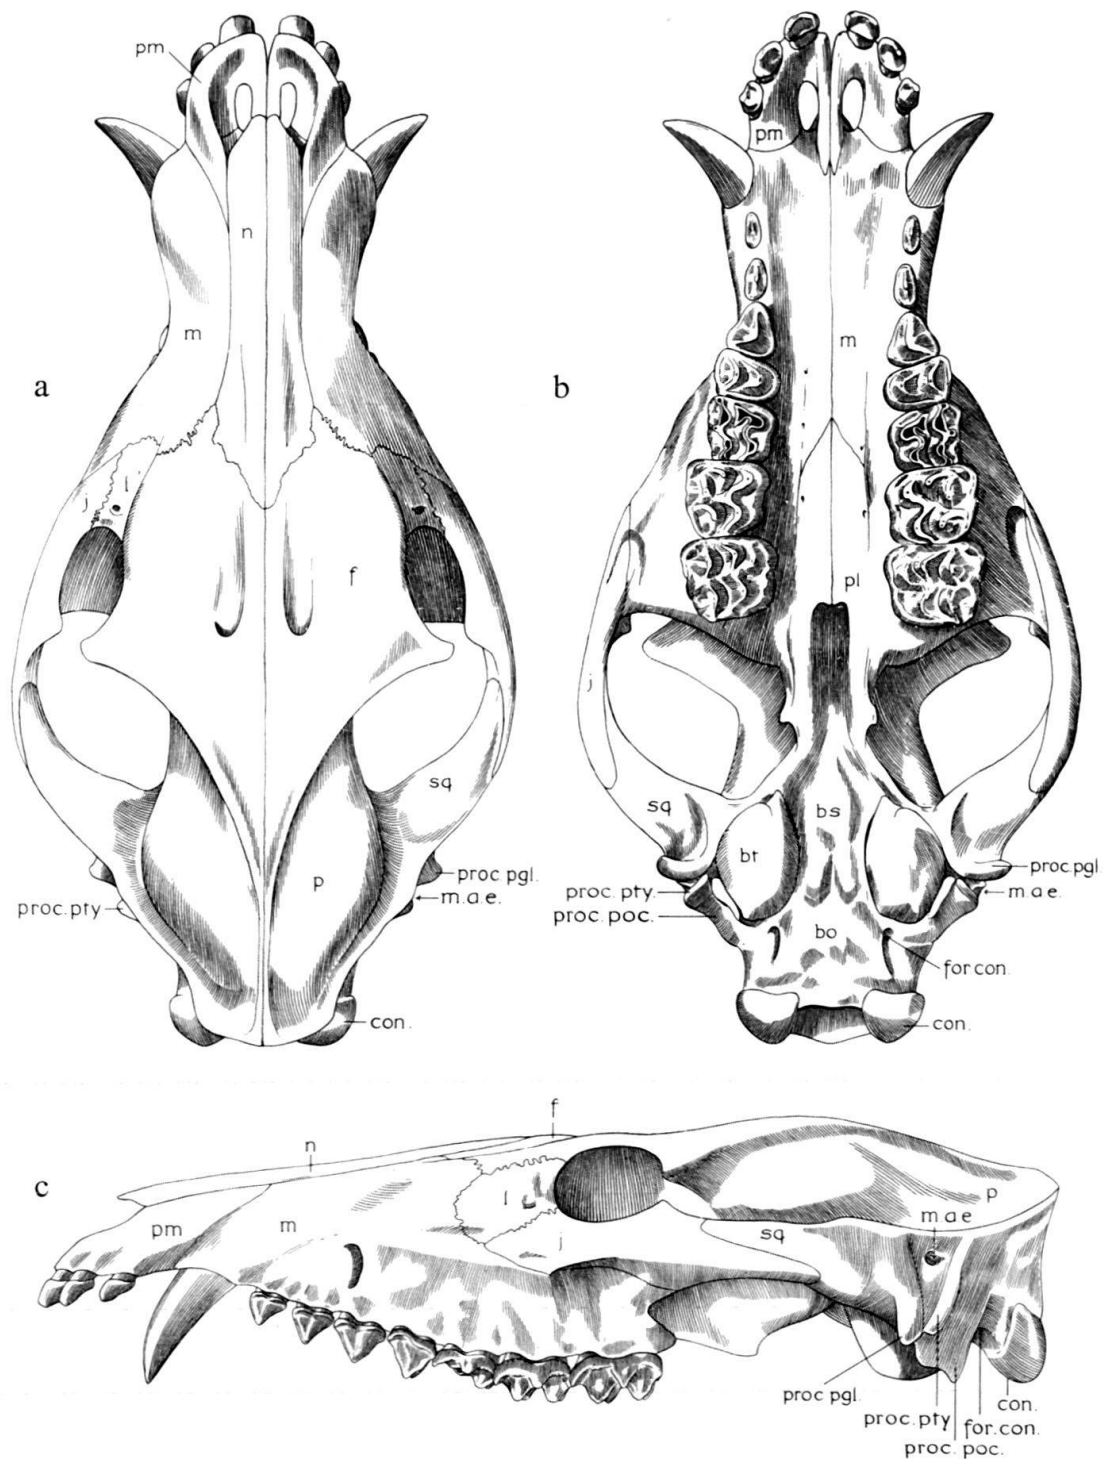 a
pm
n
m
j
l
f
sq
p
proc. pgl.
m.a.e.
proc. pty
con.
b
pm
m
pl
j
sq
bs
bt
proc. pgl.
proc. pty.
m.a.e.
proc. poc.
bo
for con.
con.
c
n
f
pm
m
l
j
sq
p
m a e
proc pgl.
proc. pty
proc. poc.
for. con.
con.